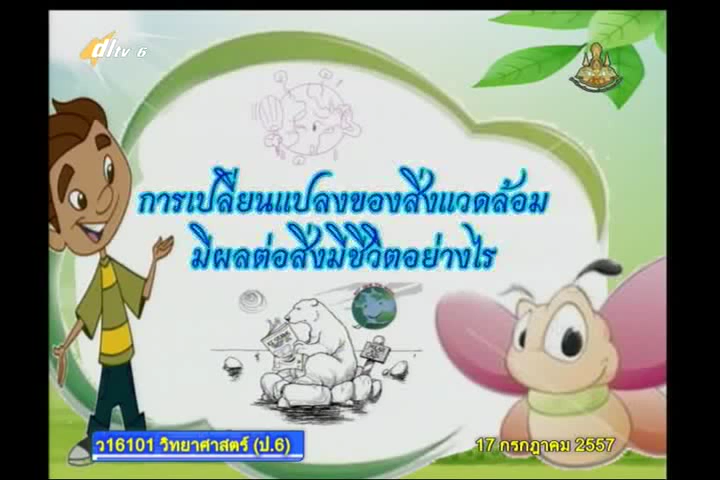 dltv 6
การเปลี่ยนแปลงของสิ่งแวดล้อม
มีผลต่อสิ่งมีชีวิตอย่างไร
ว16101 วิทยาศาสตร์ (ป.6)
17 กรกฎาคม 2557